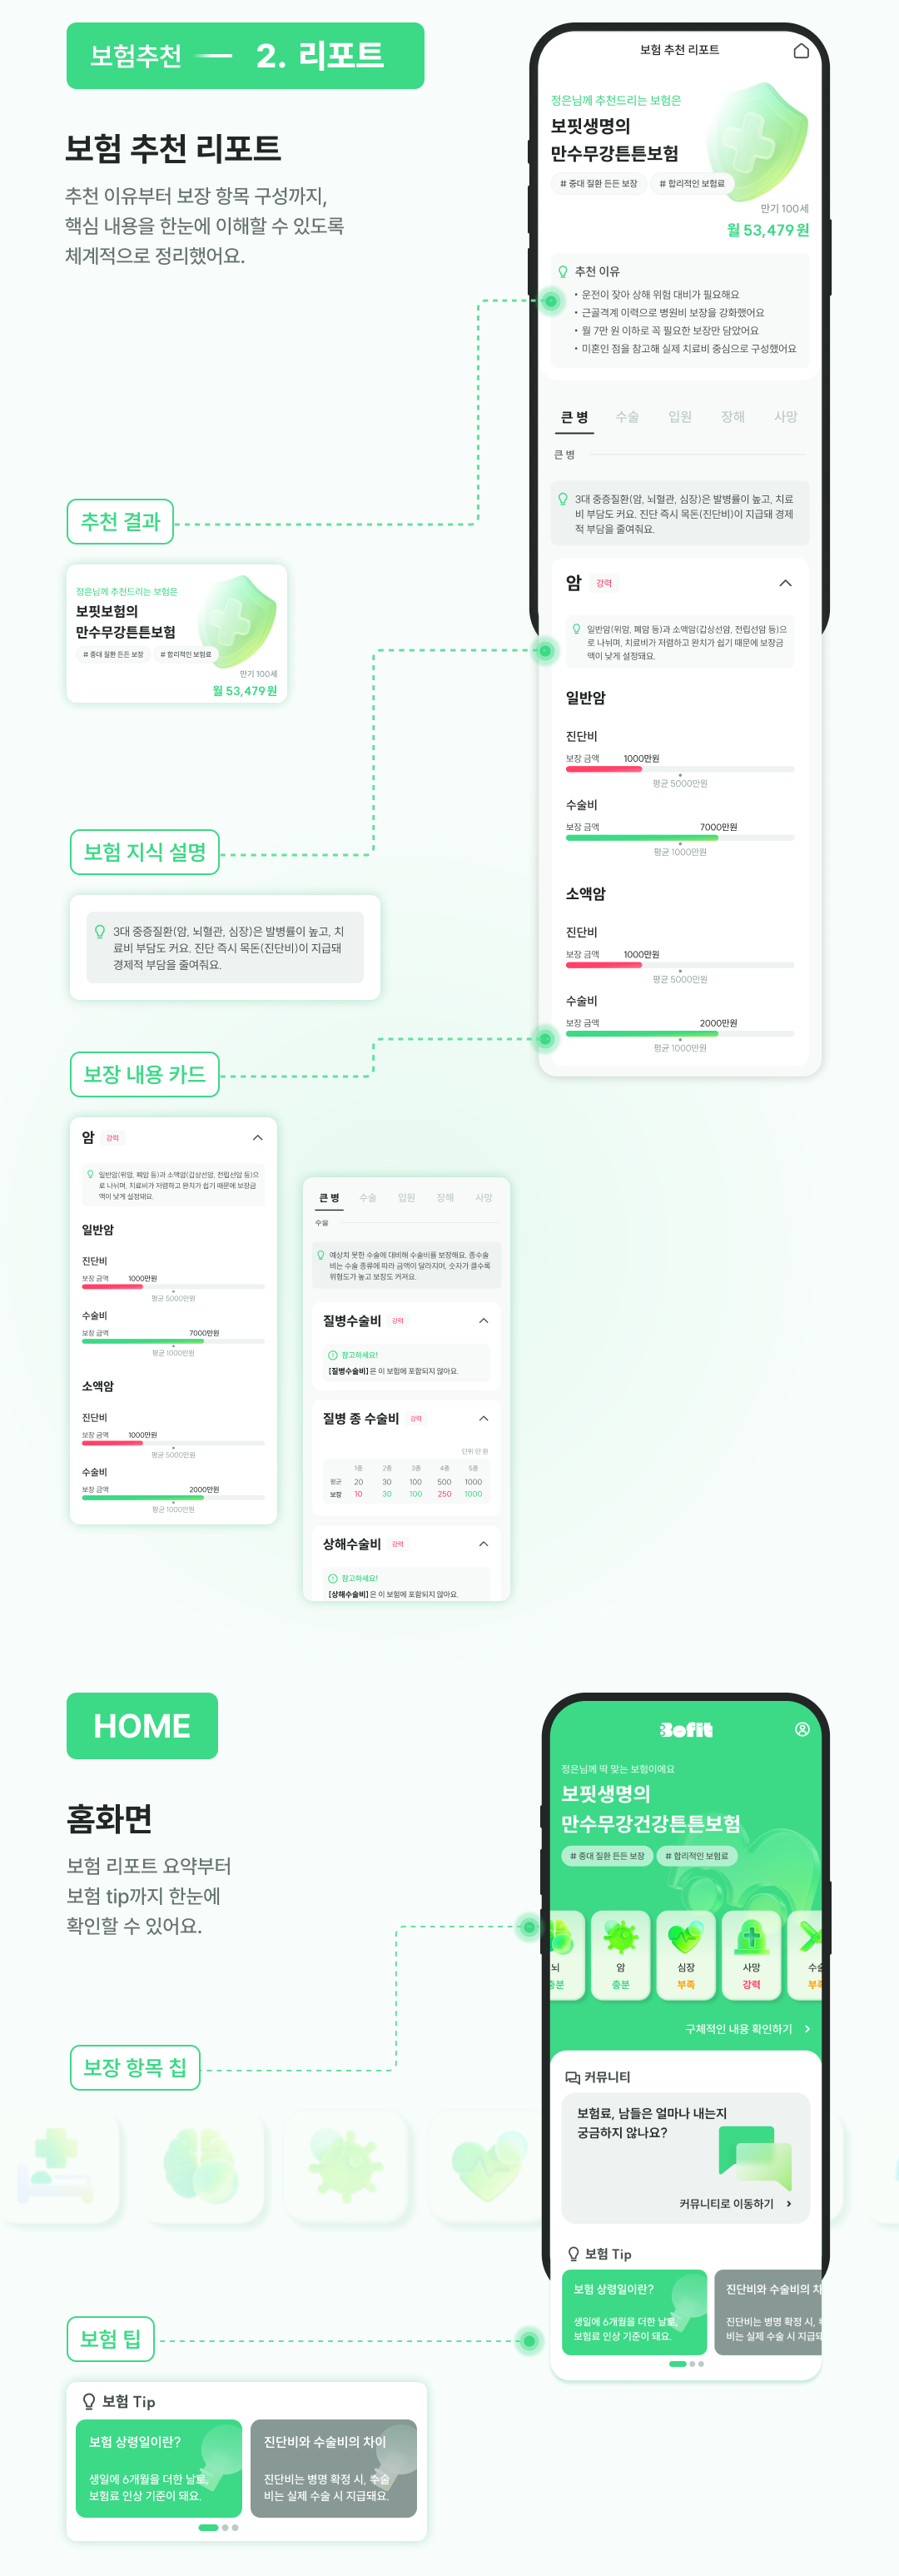 보험추천 2. 리포트
보험 추천 리포트
추천 이유부터 보장 항목 구성까지,
핵심 내용을 한눈에 이해할 수 있도록
체계적으로 정리했어요.
보험 추천 리포트
정은님께 추천드리는 보험은
보핏생명의
만수무강튼튼보험
# 중대 질환 든든 보장 # 합리적인 보험료
만기 100세
월 53,479원
추천 이유
• 운전이 잦아 상해 위험 대비가 필요해요
• 근골격계 이력으로 병원비 보장을 강화했어요
• 월 7만 원 이하로 꼭 필요한 보장만 담았어요
• 미혼인 점을 참고해 실제 치료비 중심으로 구성했어요
큰 병 수술 입원 장해 사망
큰 병
3대 중증질환(암, 뇌혈관, 심장)은 발병률이 높고, 치료
비 부담도 커요. 진단 즉시 목돈(진단비)이 지급돼 경제
적 부담을 줄여줘요.
암 강력
일반암(위암, 폐암 등)과 소액암(갑상선암, 전립선암 등)으
로 나뉘며, 치료비가 저렴하고 완치가 쉽기 때문에 보장금
액이 낮게 설정돼요.
일반암
진단비
보장 금액 1000만원
평균 5000만원
수술비
보장 금액 7000만원
평균 1000만원
소액암
진단비
보장 금액 1000만원
평균 5000만원
수술비
보장 금액 2000만원
평균 1000만원
추천 결과
정은님께 추천드리는 보험은
보핏보험의
만수무강튼튼보험
# 중대 질환 든든 보장 # 합리적인 보험료
만기 100세
월 53,479원
보험 지식 설명
3대 중증질환(암, 뇌혈관, 심장)은 발병률이 높고, 치
료비 부담도 커요. 진단 즉시 목돈(진단비)이 지급돼
경제적 부담을 줄여줘요.
보장 내용 카드
암 강력
일반암(위암, 폐암 등)과 소액암(갑상선암, 전립선암 등)으
로 나뉘며, 치료비가 저렴하고 완치가 쉽기 때문에 보장금
액이 낮게 설정돼요.
일반암
진단비
보장 금액 1000만원
평균 5000만원
수술비
보장 금액 7000만원
평균 1000만원
소액암
진단비
보장 금액 1000만원
평균 5000만원
수술비
보장 금액 2000만원
평균 1000만원
큰 병 수술 입원 장해 사망
수술
예상치 못한 수술에 대비해 수술비를 보장해요. 종수술
비는 수술 종류에 따라 금액이 달라지며, 숫자가 클수록
위험도가 높고 보장도 커져요.
질병수술비 강력
참고하세요!
[질병수술비] 은 이 보험에 포함되지 않아요.
질병 종 수술비 강력
단위:만 원
1종 2종 3종 4종 5종
평균 20 30 100 500 1000
보장 10 30 100 250 1000
상해수술비 강력
참고하세요!
[상해수술비] 은 이 보험에 포함되지 않아요.
HOME
홈화면
보험 리포트 요약부터
보험 tip까지 한눈에
확인할 수 있어요.
Befit
정은님께 딱 맞는 보험이에요
보핏생명의
만수무강건강튼튼보험
# 중대 질환 든든 보장 # 합리적인 보험료
뇌 암 심장 사망 수술
충분 충분 부족 강력 부족
구체적인 내용 확인하기
커뮤니티
보험료, 남들은 얼마나 내는지
궁금하지 않나요?
커뮤니티로 이동하기
보험 Tip
보험 상령일이란?
생일에 6개월을 더한 날로,
보험료 인상 기준이 돼요.
진단비와 수술비의 차
진단비는 병명 확정 시,
비는 실제 수술 시 지급돼
보장 항목 칩
보험 팁
보험 Tip
보험 상령일이란?
생일에 6개월을 더한 날로,
보험료 인상 기준이 돼요.
진단비와 수술비의 차이
진단비는 병명 확정 시, 수술
비는 실제 수술 시 지급돼요.